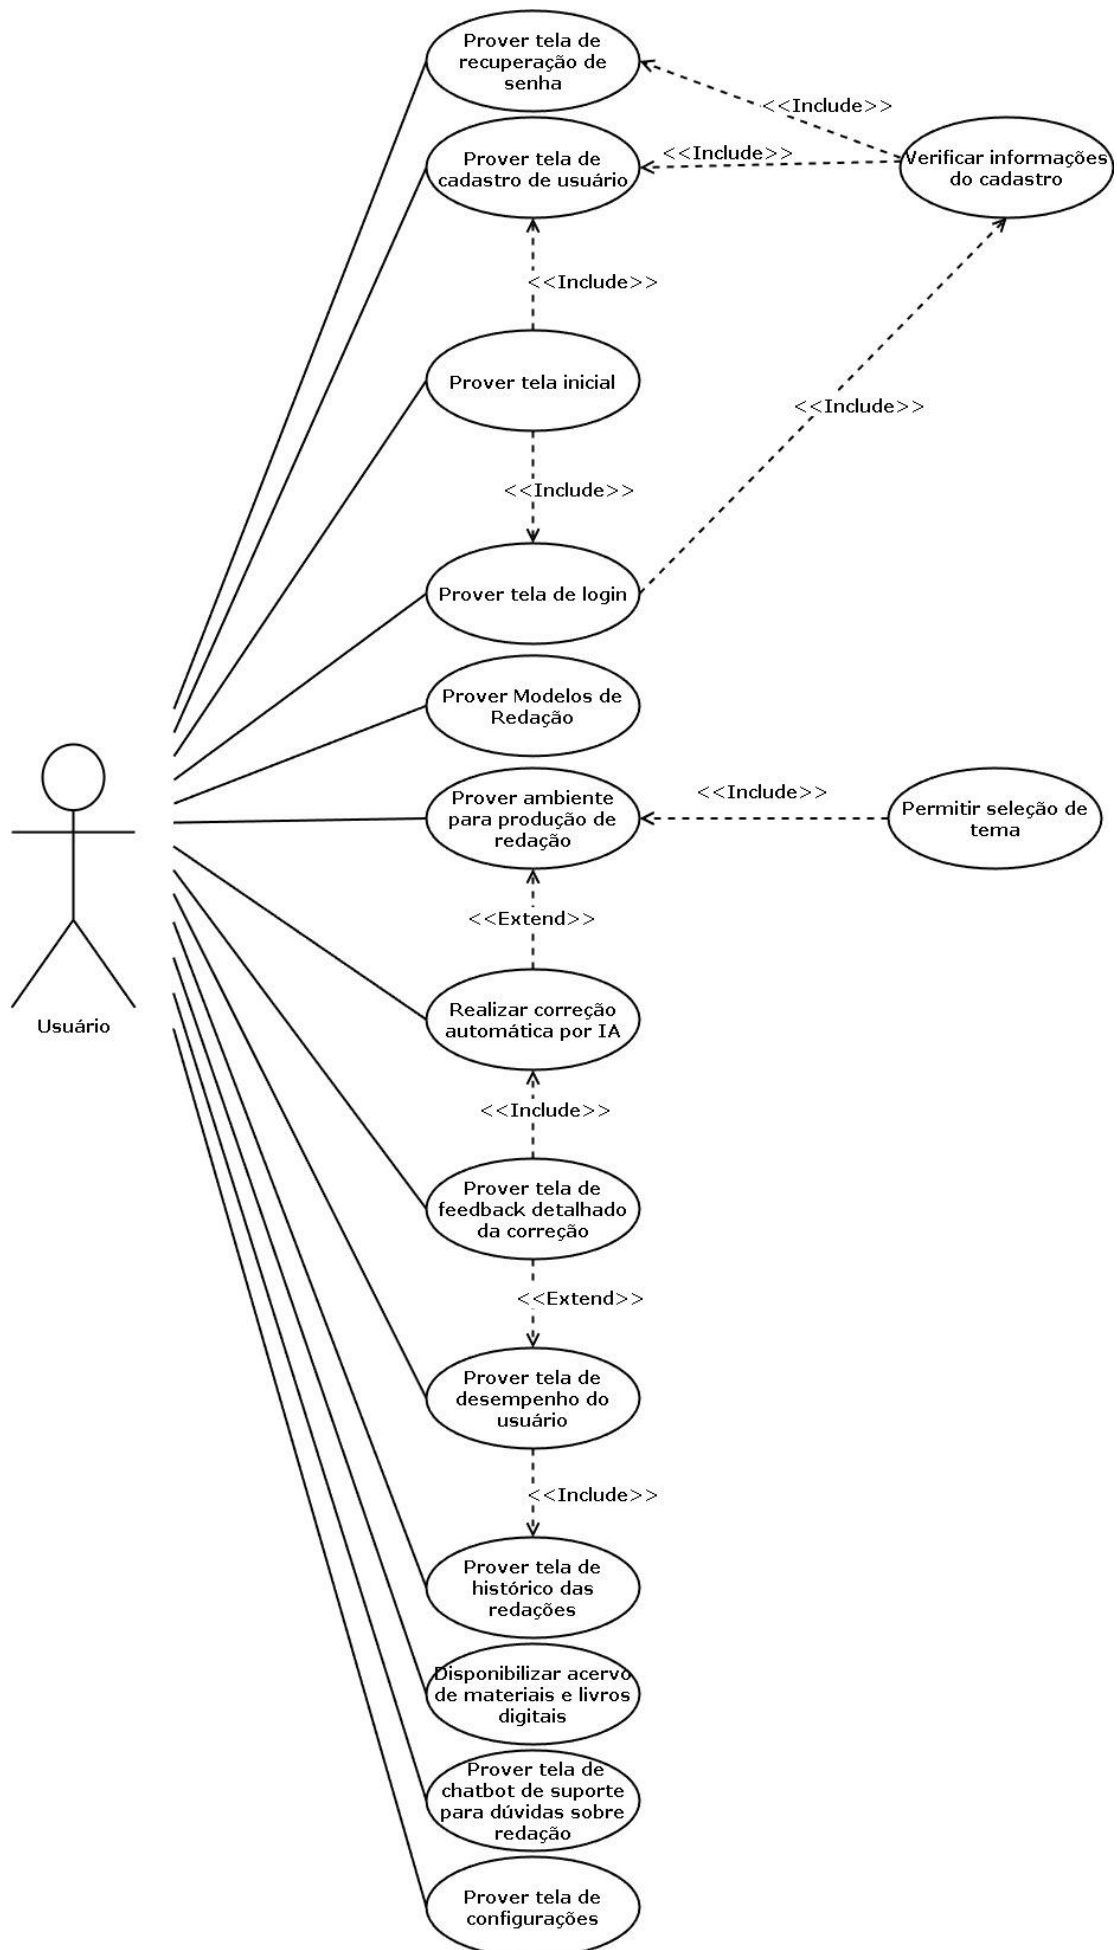 Prover tela de
recuperação de
senha
<<Include>>
Prover tela de
cadastro de usuário
<<Include>>
Verificar informações
do cadastro
<<Include>>
Prover tela inicial
<<Include>>
<<Include>>
Prover tela de login
Prover Modelos de
Redação
Prover ambiente
para produção de
redação
<<Include>>
Permitir seleção de
tema
<<Extend>>
Realizar correção
automática por IA
Usuário
<<Include>>
Prover tela de
feedback detalhado
da correção
<<Extend>>
Prover tela de
desempenho do
usuário
<<Include>>
Prover tela de
histórico das
redações
Disponibilizar acervo
de materiais e livros
digitais
Prover tela de
chatbot de suporte
para dúvidas sobre
redação
Prover tela de
configurações